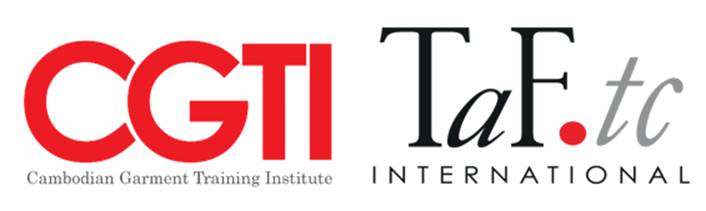 CGTI
Cambodian Garment Training Institute
TaF.tc
INTERNATIONAL